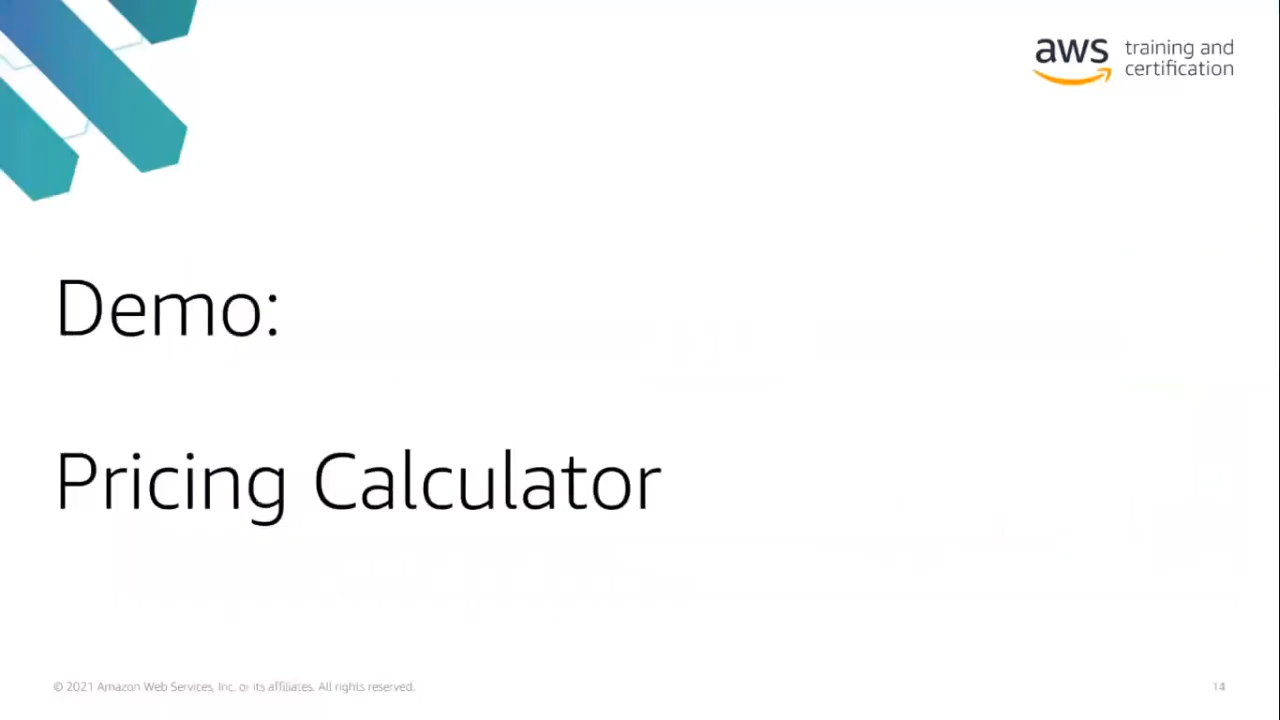 aws training and
certification
Demo:
Pricing Calculator
© 2021 Amazon Web Services, Inc. or its affiliates. All rights reserved.
14